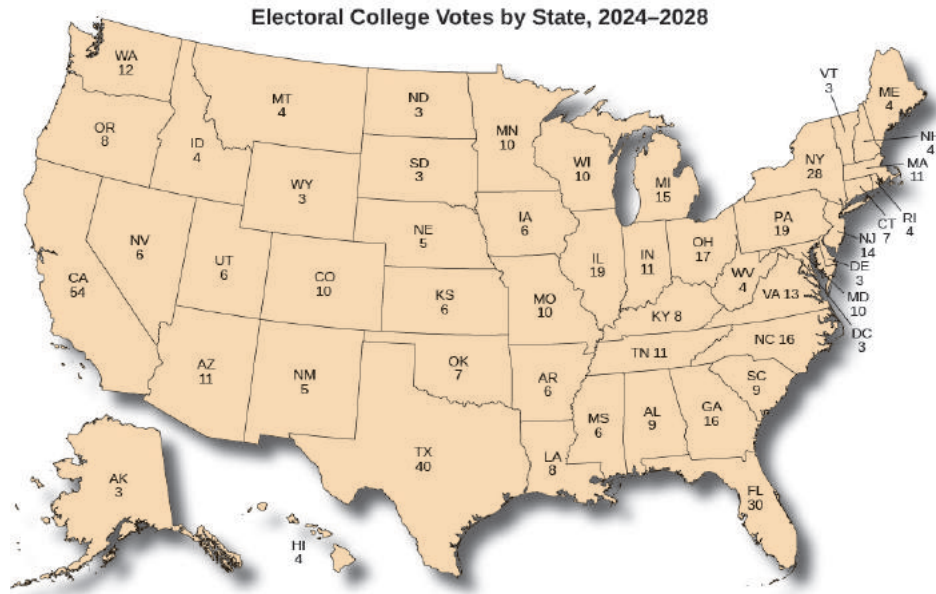 Electoral College Votes by State, 2024–2028
WA
12
OR
8
CA
54
NV
6
ID
4
MT
4
WY
3
UT
6
CO
10
AZ
11
NM
5
ND
3
SD
3
NE
5
KS
6
OK
7
TX
40
MN
10
IA
6
MO
10
AR
6
LA
8
WI
10
IL
19
MI
15
IN
11
OH
17
KY 8
TN 11
MS
6
AL
9
GA
16
FL
30
SC
9
NC 16
VA 13
WV
4
PA
19
NY
28
VT
3
ME
4
NH
4
MA
11
RI
4
CT
7
NJ
14
DE
3
MD
10
DC
3
AK
3
HI
4